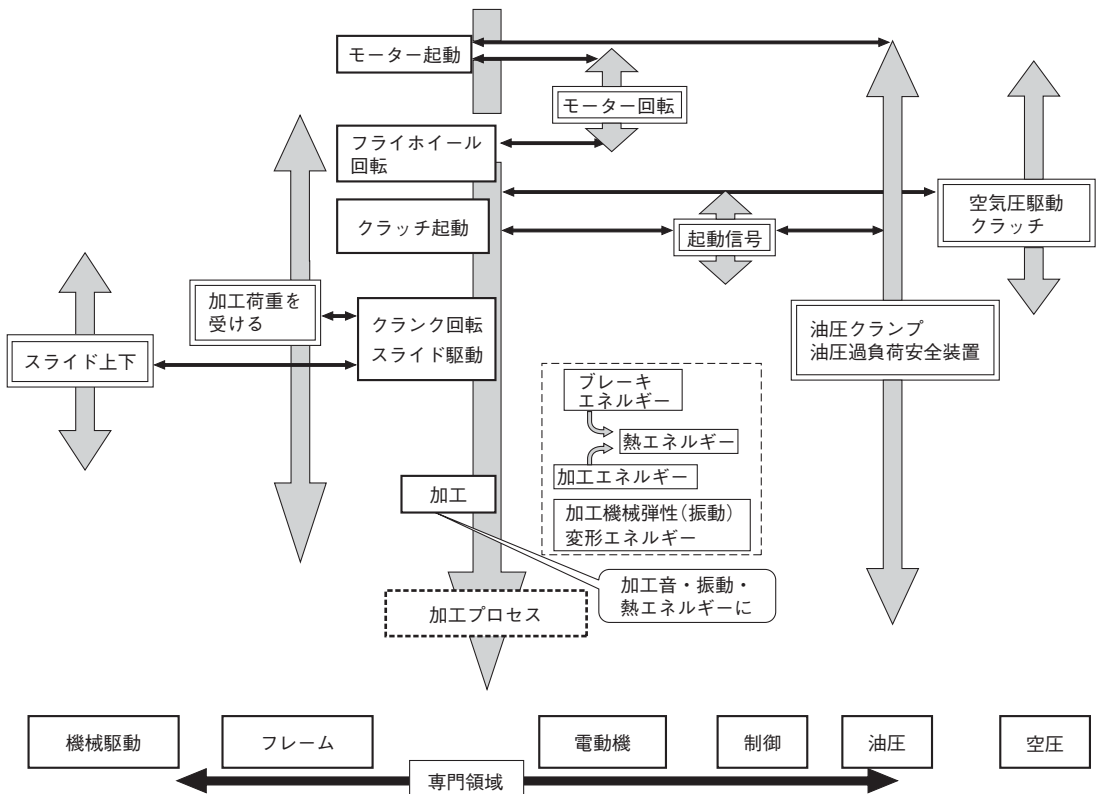 モーター起動
モーター回転
フライホイール
回転
クラッチ起動
起動信号
空気圧駆動
クラッチ
加工荷重を
受ける
クランク回転
スライド駆動
スライド上下
油圧クランプ
油圧過負荷安全装置
ブレーキ
エネルギー
熱エネルギー
加工エネルギー
加工機械弾性(振動)
変形エネルギー
加工
加工音・振動・
熱エネルギーに
加工プロセス
機械駆動
フレーム
電動機
制御
油圧
空圧
専門領域